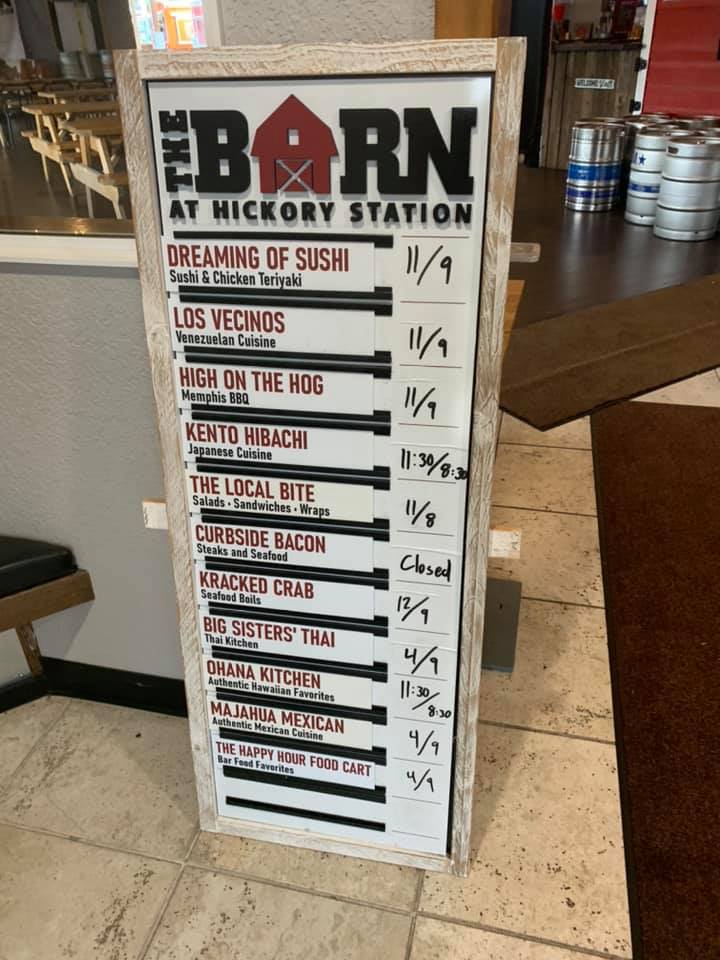 THE BARN
AT HICKORY STATION
DREAMING OF SUSHI 11/9
Sushi & Chicken Teriyaki
LOS VECINOS 11/9
Venezuelan Cuisine
HIGH ON THE HOG 11/9
Memphis BBQ
KENTO HIBACHI 11:30/8:30
Japanese Cuisine
THE LOCAL BITE 11/8
Salads • Sandwiches • Wraps
CURBSIDE BACON Closed
Steaks and Seafood
KRACKED CRAB 12/9
Seafood Boils
BIG SISTERS' THAI 4/9
Thai Kitchen
OHANA KITCHEN 11:30/8:30
Authentic Hawaiian Favorites
MAJAHUA MEXICAN 4/9
Authentic Mexican Cuisine
THE HAPPY HOUR FOOD CART 4/9
Bar Food Favorites